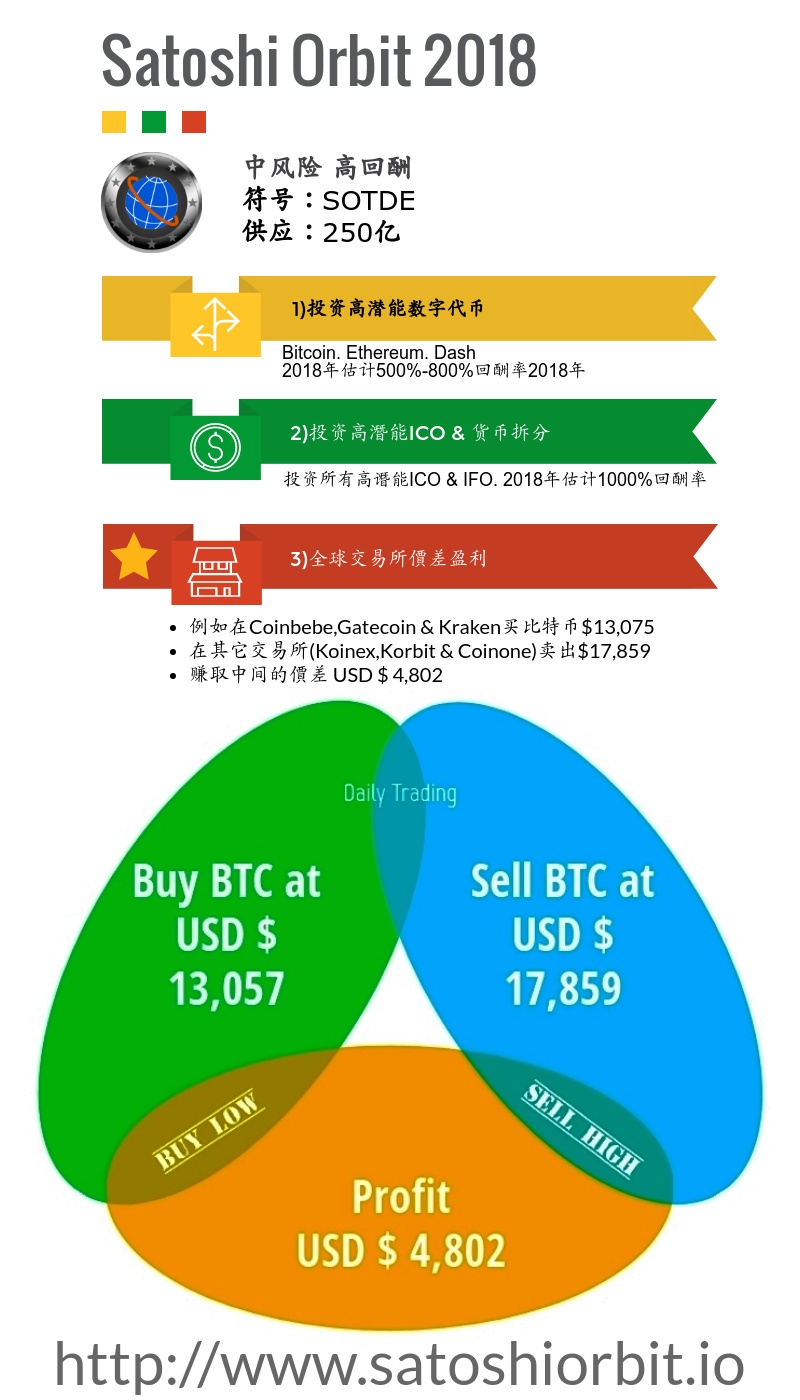 Satoshi Orbit 2018
中风险 高回酬
符号：SOTDE
供应：250亿
1)投资高潜能数字代币
Bitcoin. Ethereum. Dash
2018年估计500%-800%回酬率2018年
2)投资高潛能ICO & 货币拆分
投资所有高谮能ICO & IFO. 2018年估计1000%回酬率
3)全球交易所價差盈利
• 例如在Coinbebe,Gatecoin & Kraken买比特币$13,075
• 在其它交易所(Koinex,Korbit & Coinone)卖出$17,859
• 赚取中间的價差 USD $ 4,802
Daily Trading
Buy BTC at
USD $
13,057
Sell BTC at
USD $
17,859
BUY LOW
SELL HIGH
Profit
USD $ 4,802
http://www.satoshiorbit.io